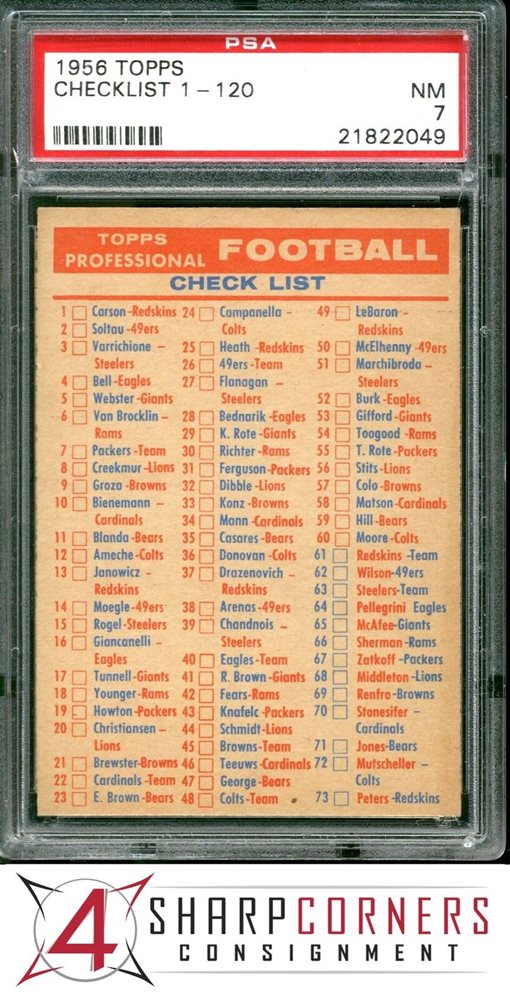 PSA
1956 TOPPS
CHECKLIST 1 - 120
NM
7
21822049
TOPPS
PROFESSIONAL FOOTBALL
CHECK LIST
1 Carson-Redskins
2 Soltau-49ers
3 Varrichione -
Steelers
4 Bell-Eagles
5 Webster-Giants
6 Van Brocklin -
Rams
7 Packers-Team
8 Creekmur-Lions
9 Groza-Browns
10 Bienemann -
Cardinals
11 Blanda-Bears
12 Ameche-Colts
13 Janowicz -
Redskins
14 Moegle-49ers
15 Rogel-Steelers
16 Giancanelli -
Eagles
17 Tunnell-Giants
18 Younger-Rams
19 Howton-Packers
20 Christiansen -
Lions
21 Brewster-Browns
22 Cardinals-Team
23 E. Brown-Bears
24 Campanella -
Colts
25 Heath-Redskins
26 49ers-Team
27 Flanagan -
Steelers
28 Bednarik-Eagles
29 K. Rote-Giants
30 Richter-Rams
31 Ferguson-Packers
32 Dibble-Lions
33 Konz-Browns
34 Mann-Cardinals
35 Casares-Bears
36 Donovan-Colts
37 Drazenovich -
Redskins
38 Arenas-49ers
39 Chandnois -
Steelers
40 Eagles-Team
41 R. Brown-Giants
42 Fears-Rams
43 Knafelc-Packers
44 Schmidt-Lions
45 Browns-Team
46 Teeuws-Cardinals
47 George-Bears
48 Colts-Team
49 LeBaron -
Redskins
50 McElhenny-49ers
51 Marchibroda -
Steelers
52 Burk-Eagles
53 Gifford-Giants
54 Toogood-Rams
55 T. Rote-Packers
56 Stits-Lions
57 Colo-Browns
58 Matson-Cardinals
59 Hill-Bears
60 Moore-Colts
61 Redskins-Team
62 Wilson-49ers
63 Steelers-Team
64 Pellegrini Eagles
65 McAfee-Giants
66 Sherman-Rams
67 Zatkoff-Packers
68 Middleton-Lions
69 Renfro-Browns
70 Stonesifer -
Cardinals
71 Jones-Bears
72 Mutscheller -
Colts
73 Peters-Redskins
4 SHARPCORNERS
CONSIGNMENT